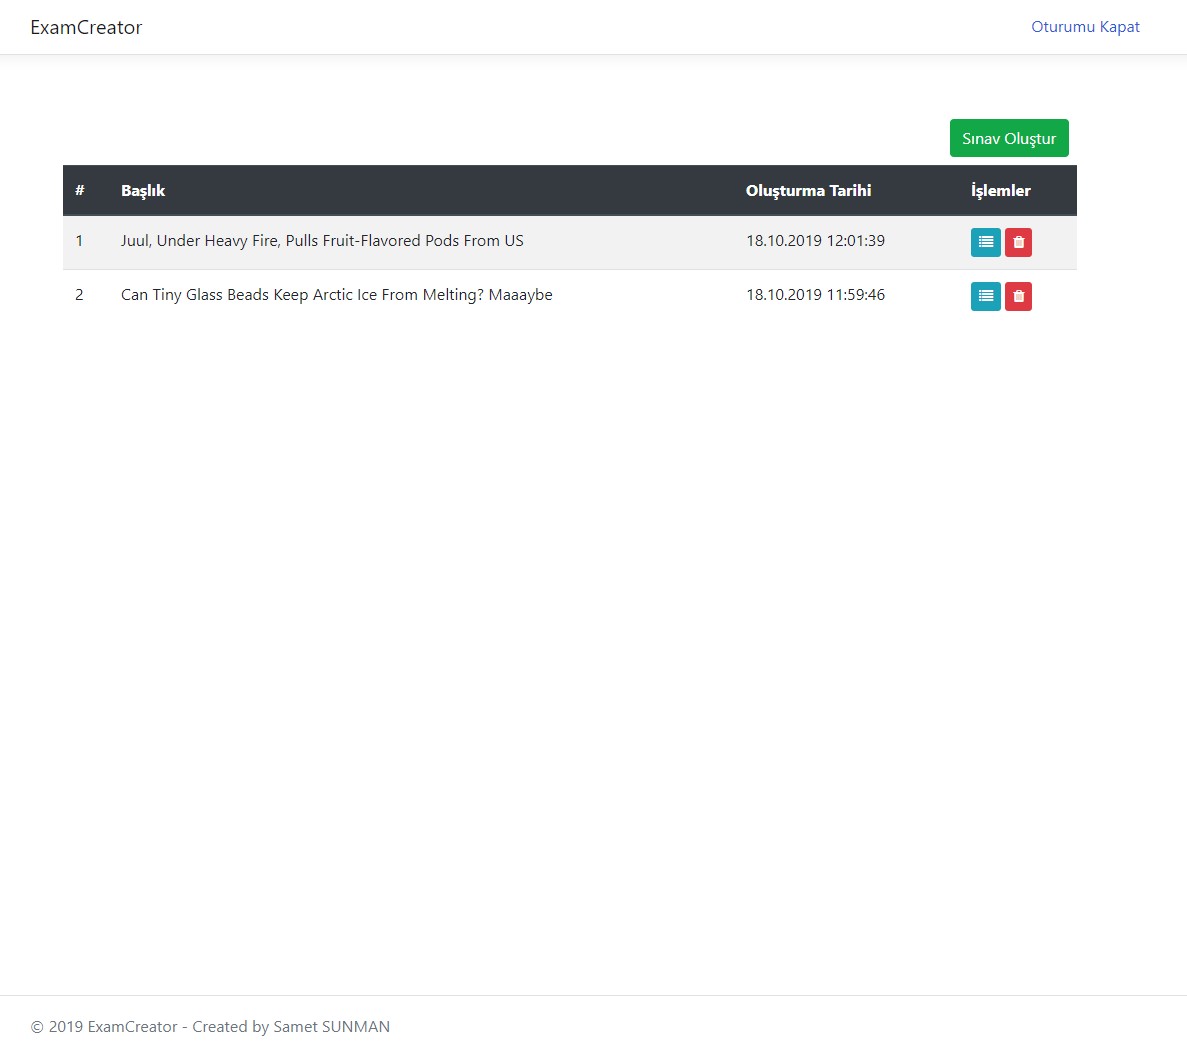 ExamCreator
Oturumu Kapat
Sınav Oluştur
# Başlık Oluşturma Tarihi İşlemler
1 Juul, Under Heavy Fire, Pulls Fruit-Flavored Pods From US 18.10.2019 12:01:39
2 Can Tiny Glass Beads Keep Arctic Ice From Melting? Maaaybe 18.10.2019 11:59:46
© 2019 ExamCreator - Created by Samet SUNMAN